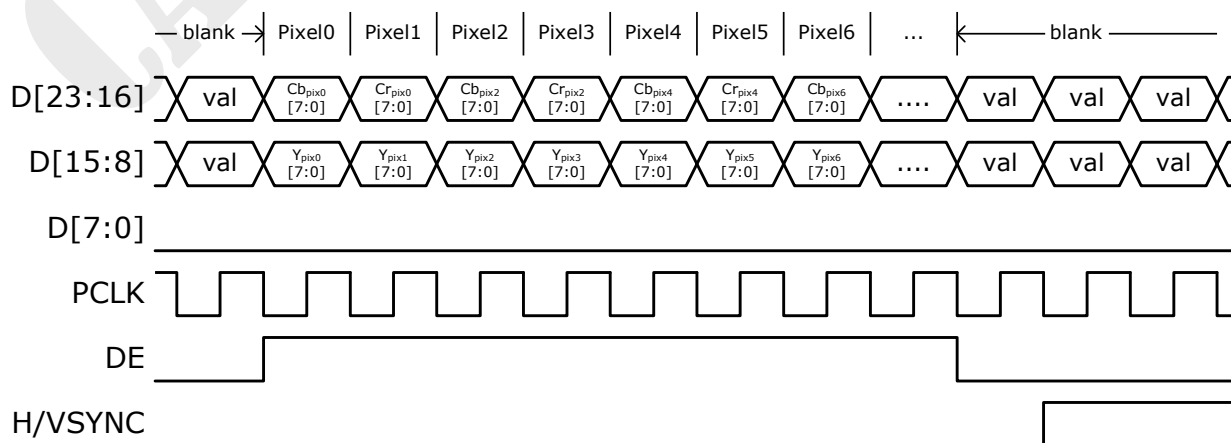 blank Pixel0 Pixel1 Pixel2 Pixel3 Pixel4 Pixel5 Pixel6 ... blank
D[23:16] val Cbpix0 [7:0] Crpix0 [7:0] Cbpix2 [7:0] Crpix2 [7:0] Cbpix4 [7:0] Crpix4 [7:0] Cbpix6 [7:0] .... val val val
D[15:8] val Ypix0 [7:0] Ypix1 [7:0] Ypix2 [7:0] Ypix3 [7:0] Ypix4 [7:0] Ypix5 [7:0] Ypix6 [7:0] .... val val val
D[7:0]
PCLK
DE
H/VSYNC